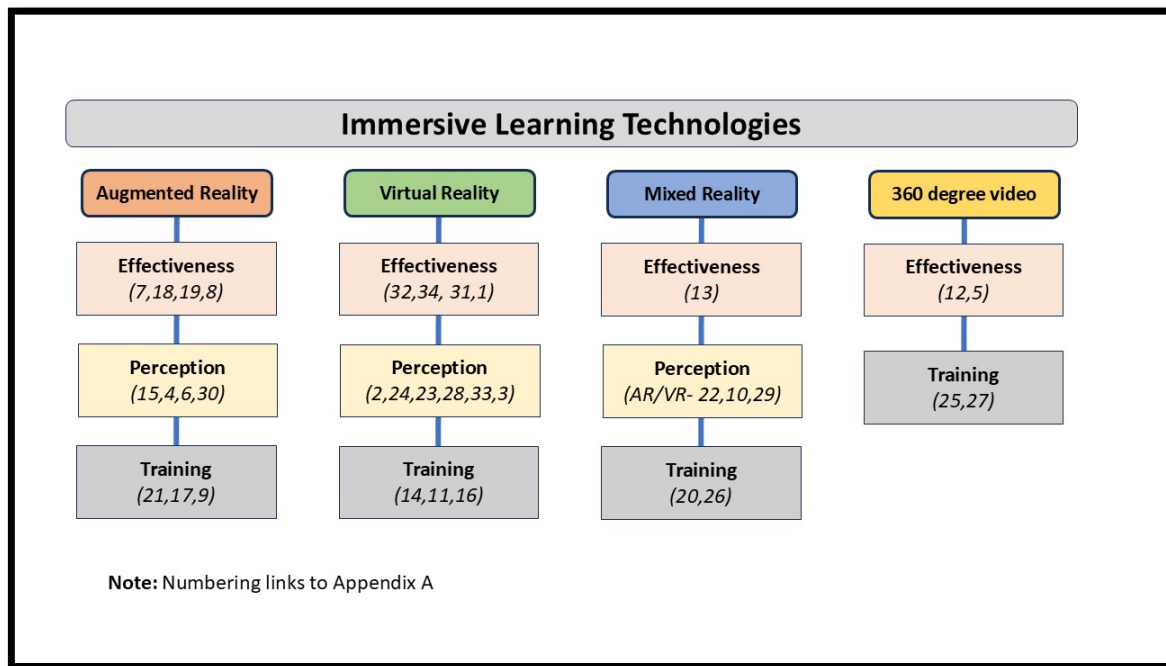 Immersive Learning Technologies
Augmented Reality
Effectiveness
(7,18,19,8)
Perception
(15,4,6,30)
Training
(21,17,9)
Virtual Reality
Effectiveness
(32,34, 31,1)
Perception
(2,24,23,28,33,3)
Training
(14,11,16)
Mixed Reality
Effectiveness
(13)
Perception
(AR/VR- 22,10,29)
Training
(20,26)
360 degree video
Effectiveness
(12,5)
Training
(25,27)
Note: Numbering links to Appendix A